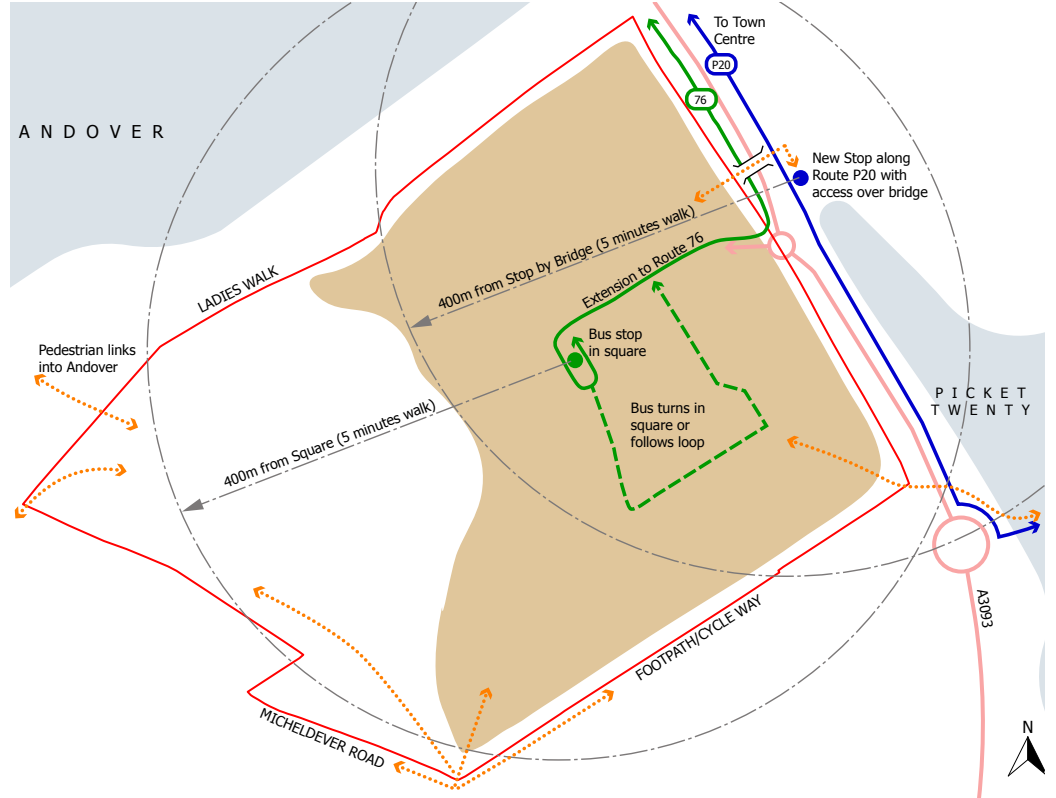 To Town
Centre
P20
76
A N D O V E R
New Stop along
Route P20 with
access over bridge
400m from Stop by Bridge (5 minutes walk)
Extension to Route 76
LADIES WALK
Bus stop
in square
Pedestrian links
into Andover
P I C K E T
T W E N T Y
400m from Square (5 minutes walk)
Bus turns in
square or
follows loop
A3093
FOOTPATH/CYCLE WAY
MICHELDEVER ROAD
N